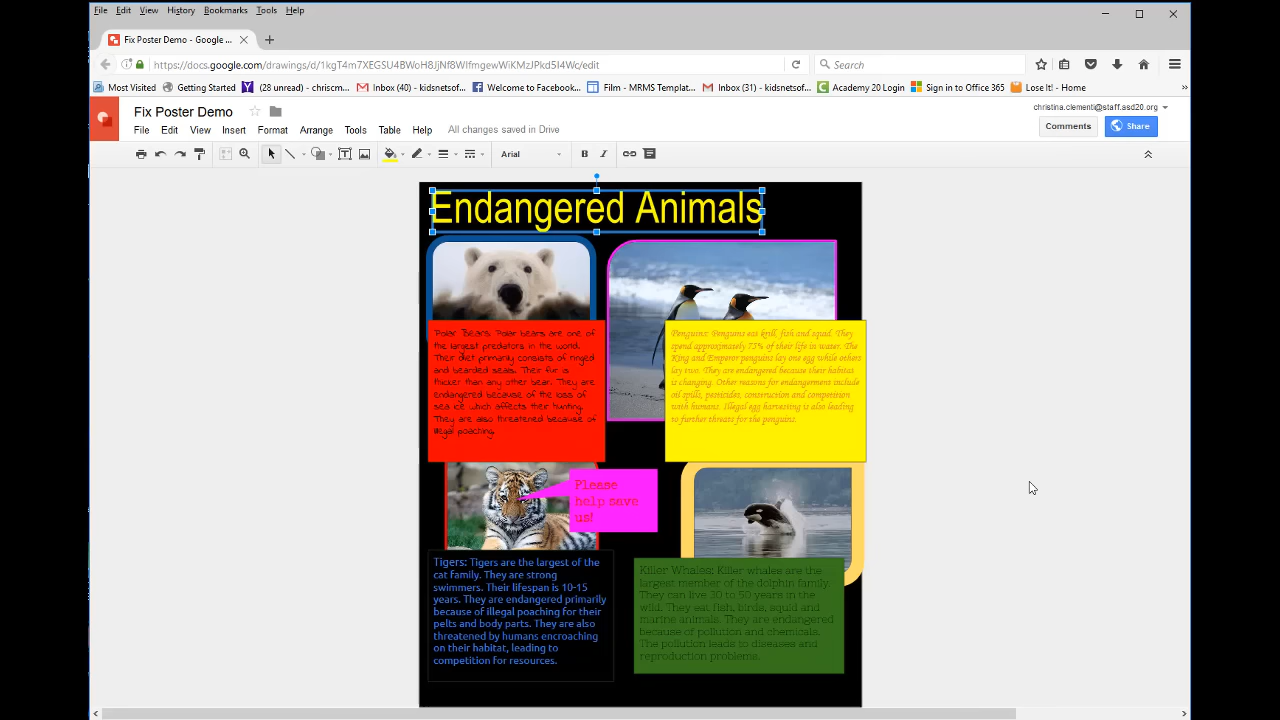 File Edit View History Bookmarks Tools Help
Fix Poster Demo - Google ...
https://docs.google.com/drawings/d/1kgT4m7XEGSU4BWoH8JjNf8WIfmgewWiKMzJPkd5I4Wc/edit
Search
Most Visited Getting Started (28 unread) - chriscm... Inbox (40) - kidsnetsof... Welcome to Facebook... Film - MRMS Templat... Inbox (31) - kidsnetsof... Academy 20 Login Sign in to Office 365 Lose It! - Home
Fix Poster Demo
christina.clementi@staff.asd20.org
File Edit View Insert Format Arrange Tools Table Help All changes saved in Drive
Comments Share
Arial B I
Endangered Animals
Polar Bears: Polar bears are one of
the largest predators in the world.
Their diet primarily consists of ringed
and bearded seals. Their fur is
thicker than any other bear. They are
endangered because of the loss of
sea ice which affects their hunting.
They are also threatened because of
illegal poaching.
Penguins: Penguins eat krill, fish and squid. They
spend approximately 75% of their life in water. The
King and Emperor penguins lay one egg while others
lay two. They are endangered because their habitat
is changing. Other reasons for endangerment include
oil spills, pesticides, construction and competition
with humans. Illegal egg harvesting is also leading
to further threats for the penguins.
Please
help save
us!
Tigers: Tigers are the largest of the
cat family. They are strong
swimmers. Their lifespan is 10-15
years. They are endangered primarily
because of illegal poaching for their
pelts and body parts. They are also
threatened by humans encroaching
on their habitat, leading to
competition for resources.
Killer Whales: Killer whales are the
largest member of the dolphin family.
They can live 30 to 50 years in the
wild. They eat fish, birds, squid and
marine animals. They are endangered
because of pollution and chemicals.
The pollution leads to diseases and
reproduction problems.